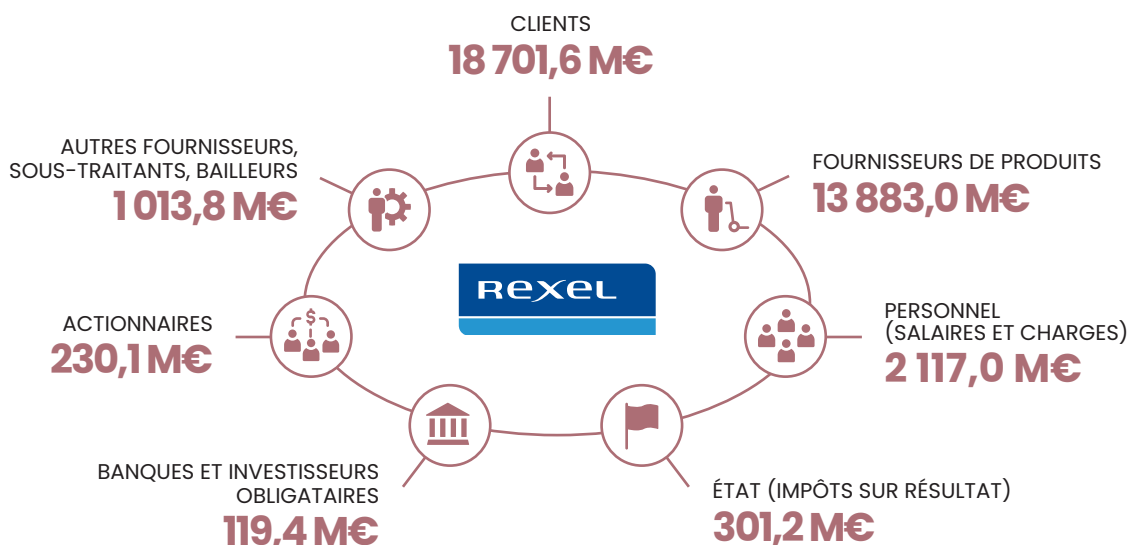 CLIENTS
18 701,6 M€
AUTRES FOURNISSEURS,
SOUS-TRAITANTS, BAILLEURS
1 013,8 M€
FOURNISSEURS DE PRODUITS
13 883,0 M€
REXEL
ACTIONNAIRES
230,1 M€
PERSONNEL
(SALAIRES ET CHARGES)
2 117,0 M€
BANQUES ET INVESTISSEURS
OBLIGATAIRES
119,4 M€
ÉTAT (IMPÔTS SUR RÉSULTAT)
301,2 M€